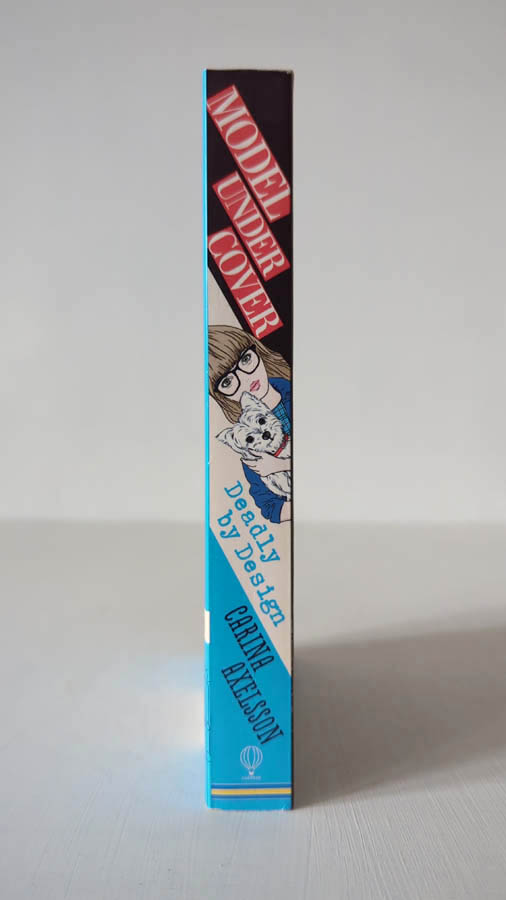 MODEL
UNDER
COVER
Deadly
by Design
CARINA
AXELSSON